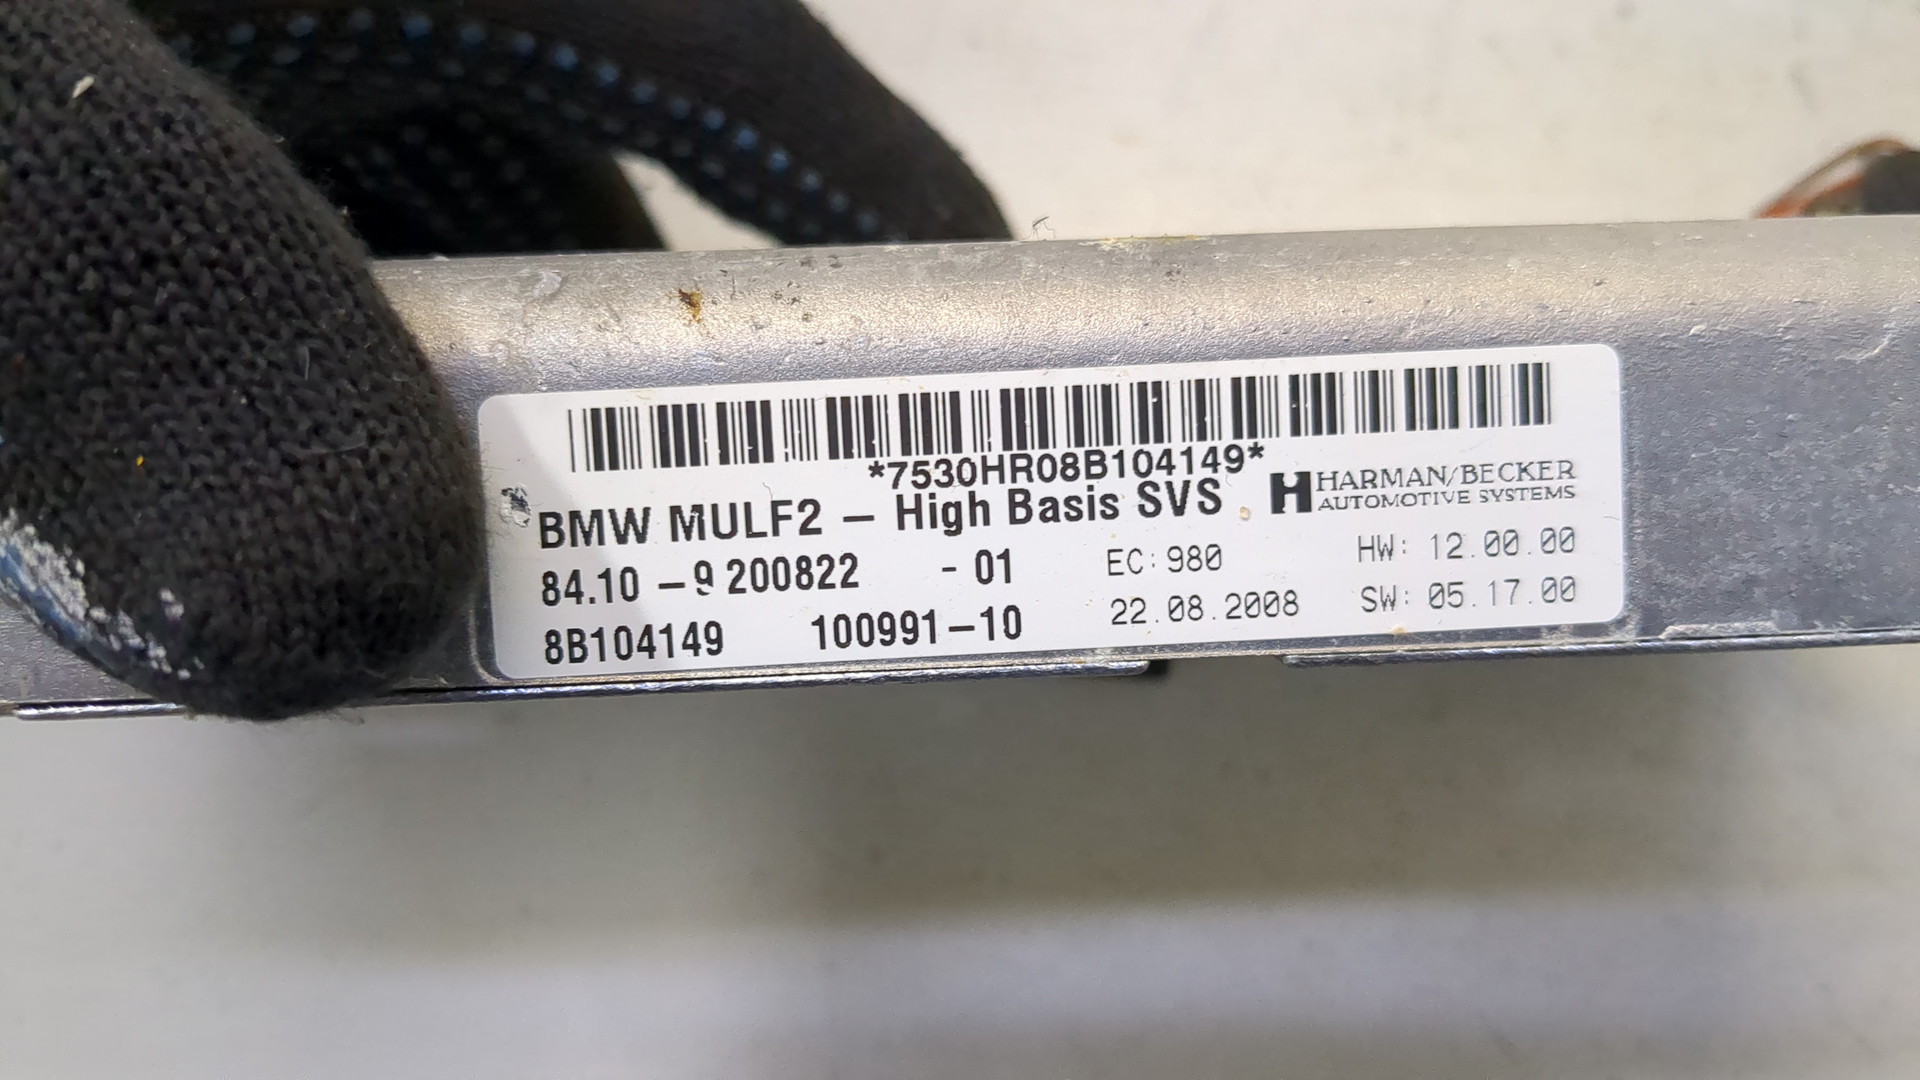 *7530HR08B104149*
BMW MULF2 – High Basis SVS
HARMAN/BECKER
AUTOMOTIVE SYSTEMS
84.10 – 9 200822 - 01 EC: 980 HW: 12.00.00
8B104149 100991–10 22.08.2008 SW: 05.17.00